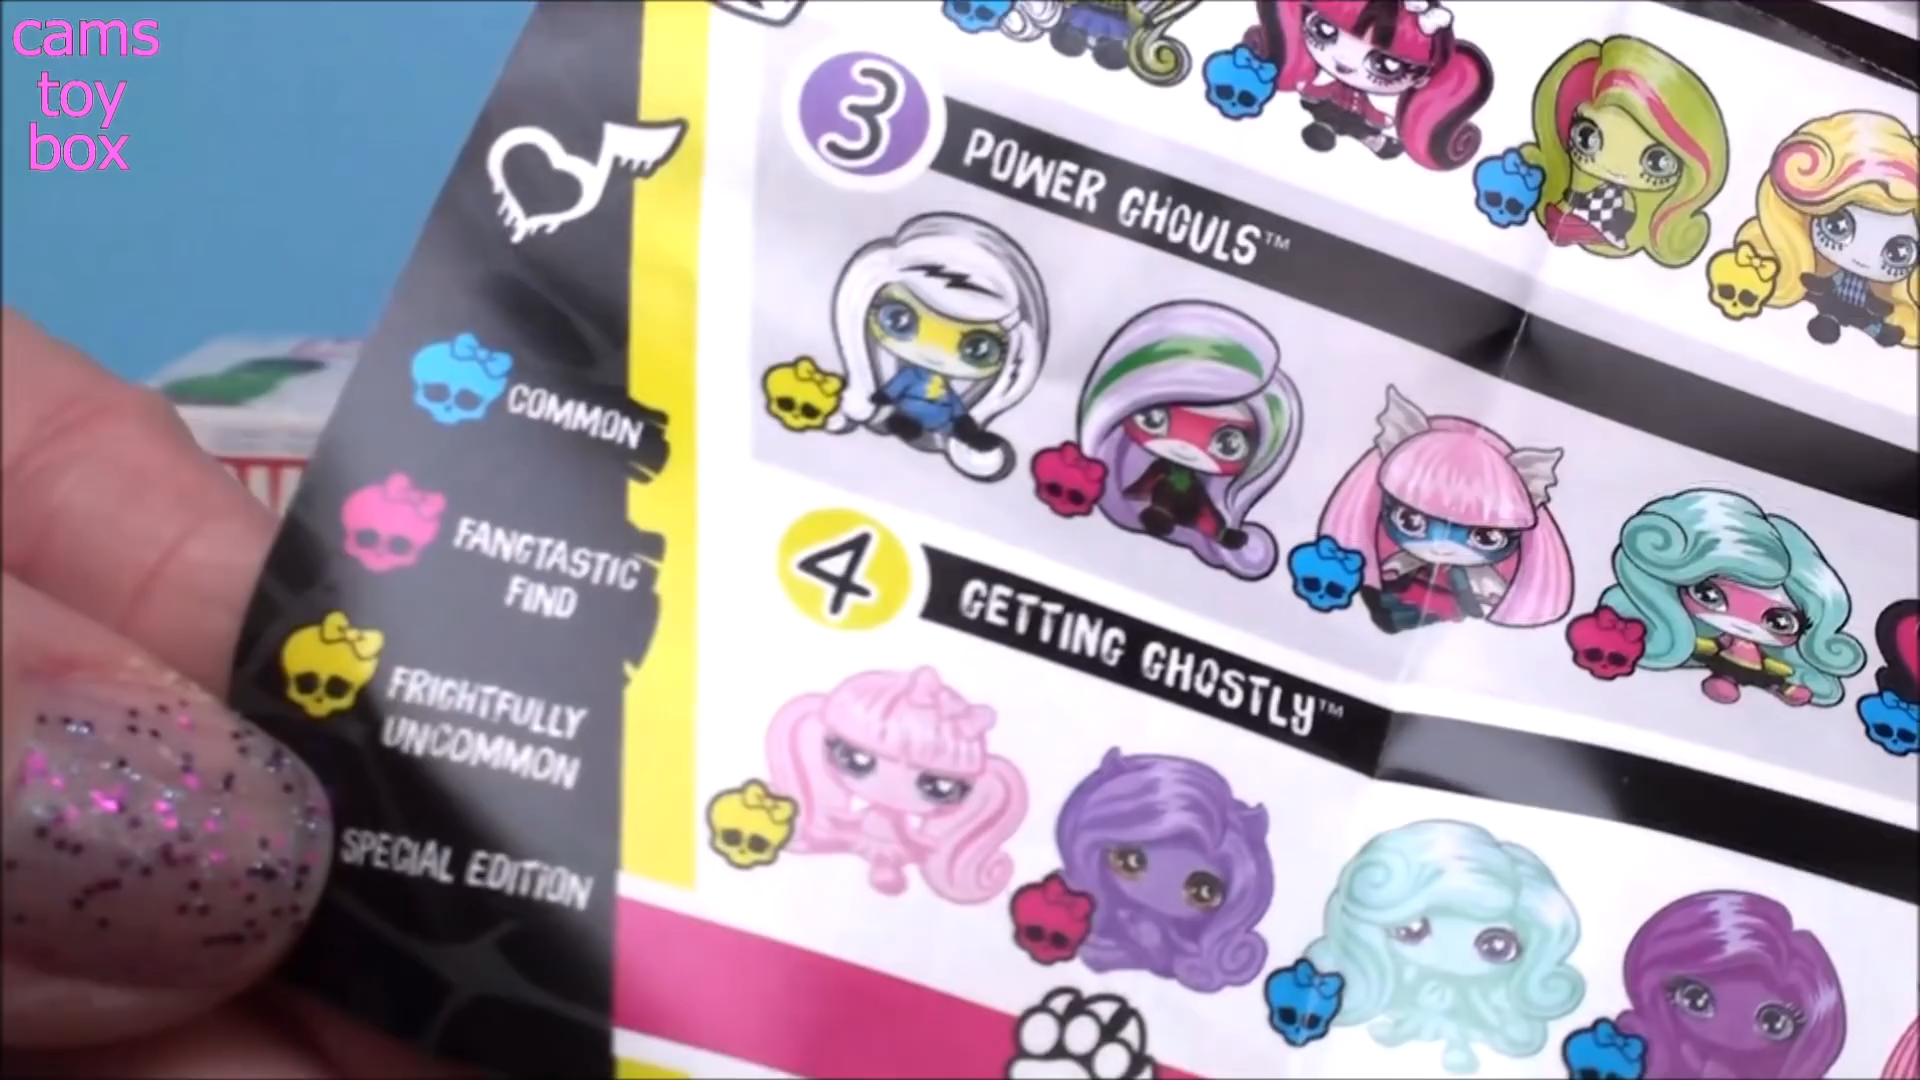 cams
toy
box
3
POWER GHOULS™
COMMON
FANGTASTIC
FIND
4
GETTING GHOSTLY™
FRIGHTFULLY
UNCOMMON
SPECIAL EDITION